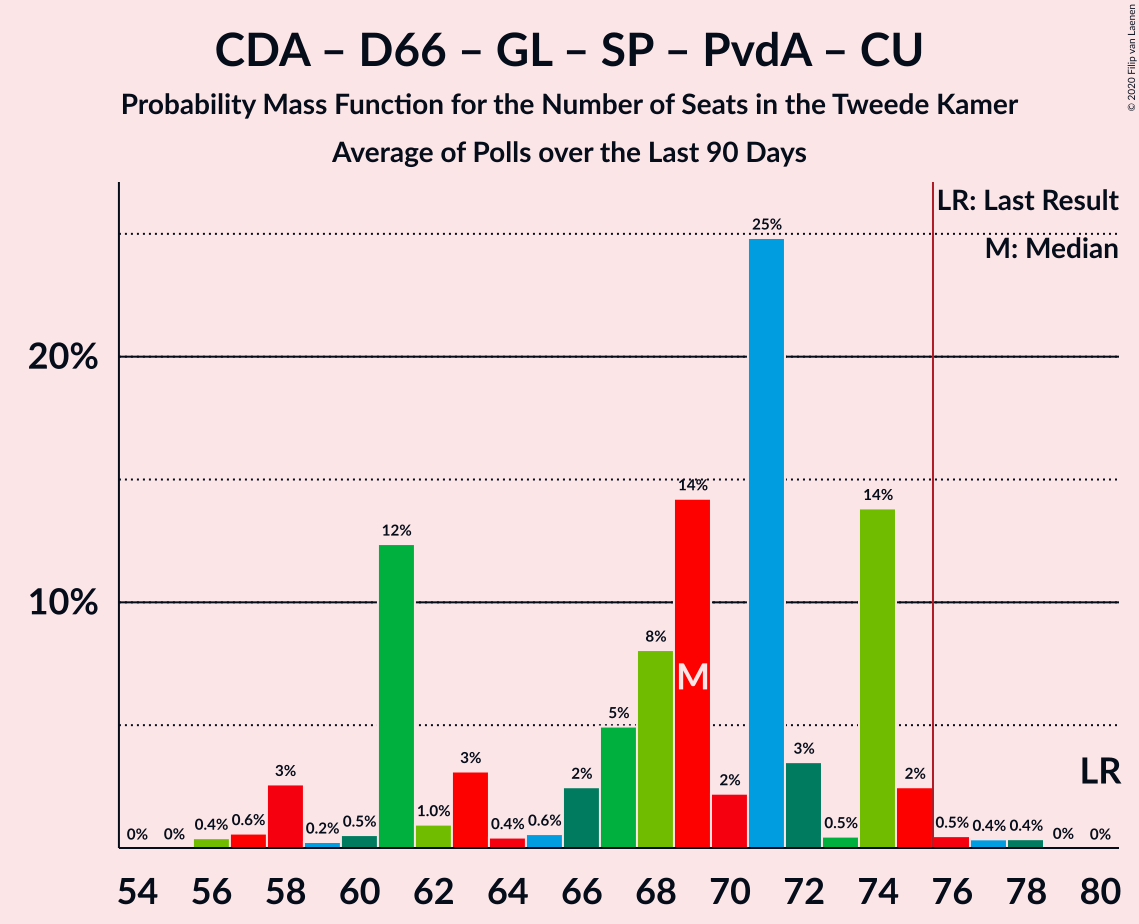 CDA – D66 – GL – SP – PvdA – CU
Probability Mass Function for the Number of Seats in the Tweede Kamer
Average of Polls over the Last 90 Days
© 2020 Filip van Laenen
LR: Last Result
M: Median
20%
10%
0% 0% 0.4% 0.6% 3% 0.2% 0.5% 12% 1.0% 3% 0.4% 0.6% 2% 5% 8% 14% 2% 25% 3% 0.5% 14% 2% 0.5% 0.4% 0.4% 0% 0%
M
LR
54 56 58 60 62 64 66 68 70 72 74 76 78 80